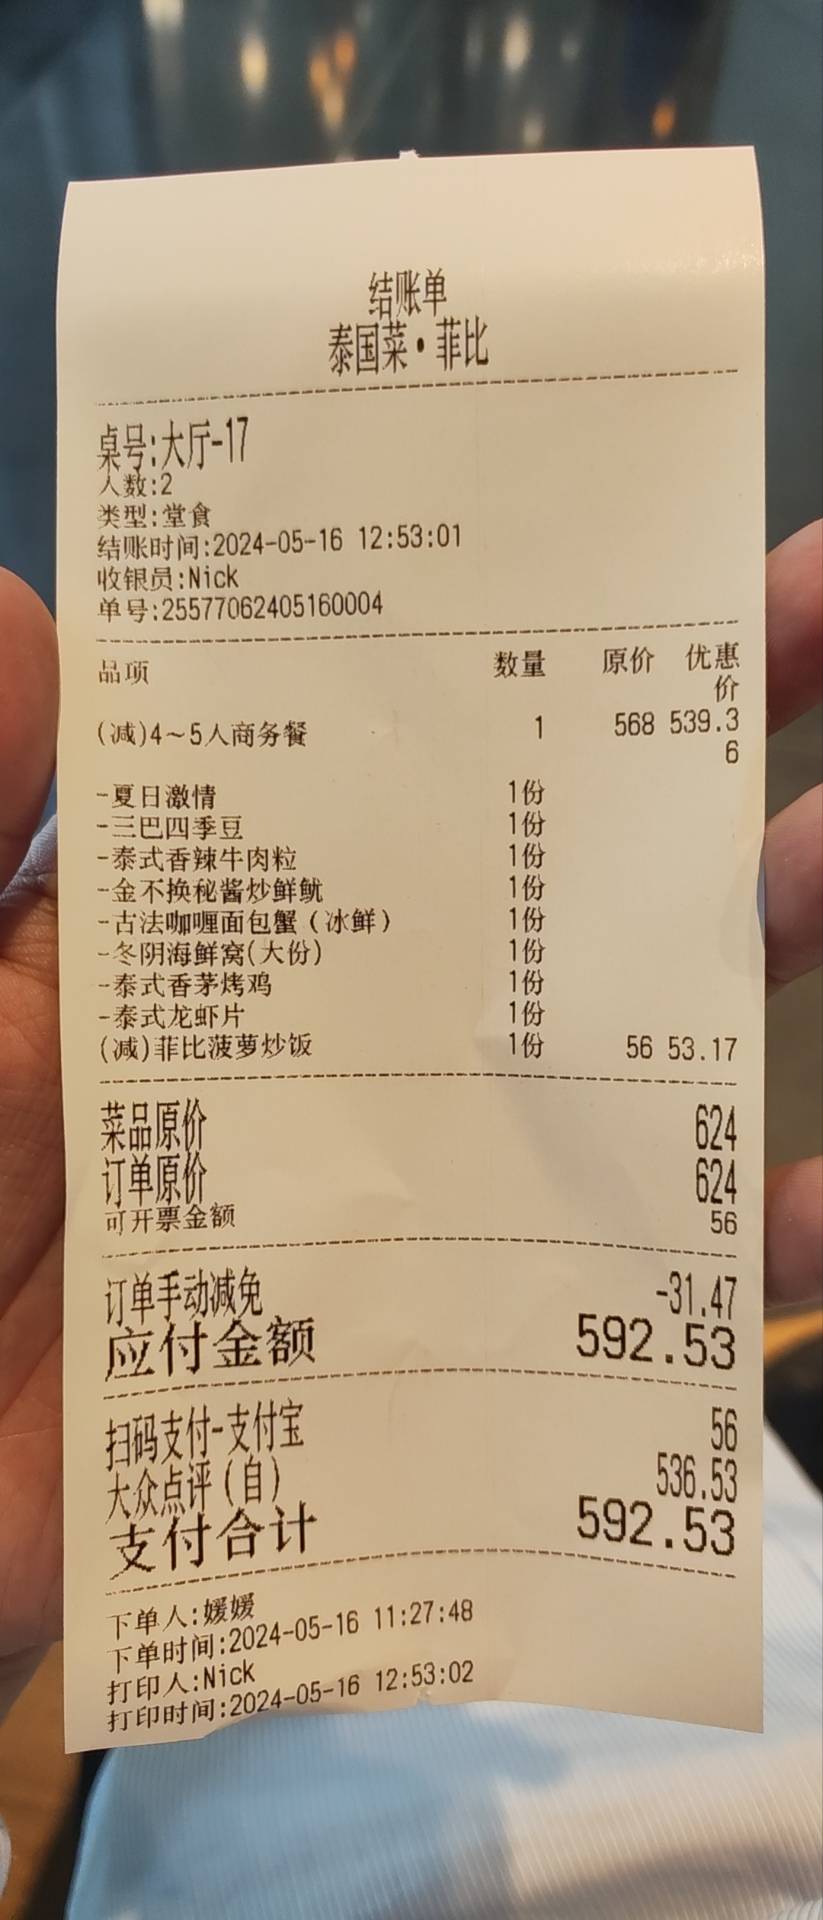 结账单
泰国菜·菲比
桌号:大厅-17
人数:2
类型:堂食
结账时间:2024-05-16 12:53:01
收银员:Nick
单号:25577062405160004
品项 数量 原价 优惠价
(减)4~5人商务餐 1 568 539.36
-夏日激情 1份
-三巴四季豆 1份
-泰式香辣牛肉粒 1份
-金不换秘酱炒鲜鱿 1份
-古法咖喱面包蟹（冰鲜） 1份
-冬阴海鲜窝(大份) 1份
-泰式香茅烤鸡 1份
-泰式龙虾片 1份
(减)菲比菠萝炒饭 1份 56 53.17
菜品原价 624
订单原价 624
可开票金额 56
订单手动减免 -31.47
应付金额 592.53
扫码支付-支付宝 56
大众点评(自) 536.53
支付合计 592.53
下单人:媛媛
下单时间:2024-05-16 11:27:48
打印人:Nick
打印时间:2024-05-16 12:53:02